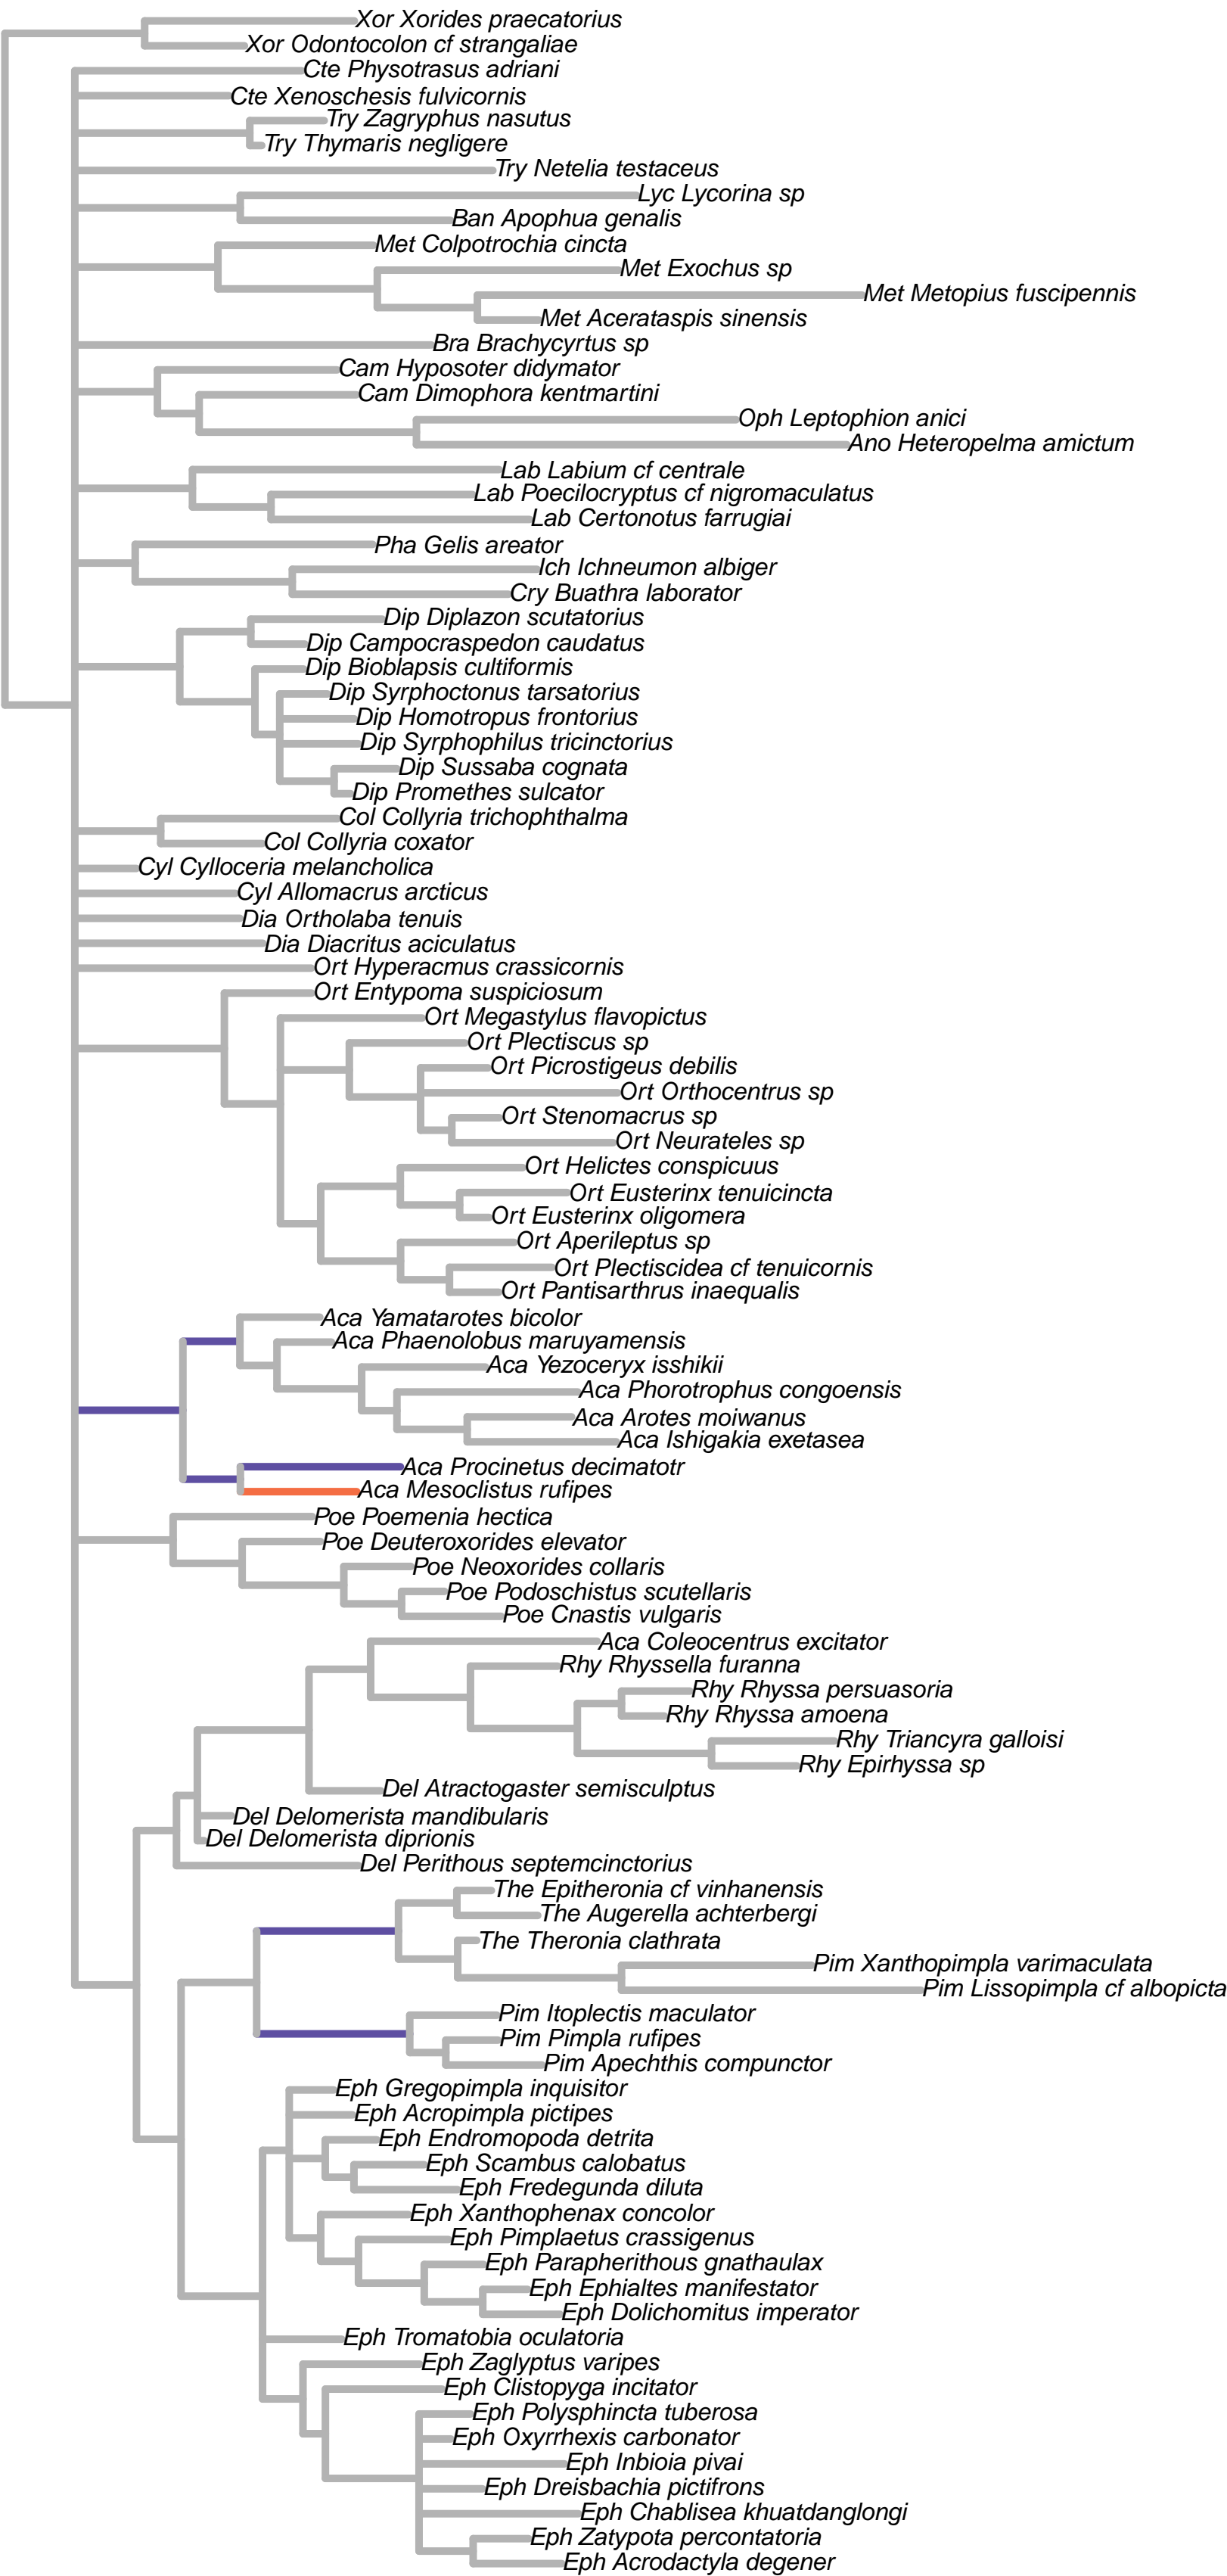 Xor Xorides praecatorius
Xor Odontocolon cf strangaliae
Cte Physotrasus adriani
Cte Xenoschesis fulvicornis
Try Zagryphus nasutus
Try Thymaris negligere
Try Netelia testaceus
Lyc Lycorina sp
Ban Apophua genalis
Met Colpotrochia cincta
Met Exochus sp
Met Metopius fuscipennis
Met Acerataspis sinensis
Bra Brachycyrtus sp
Cam Hyposoter didymator
Cam Dimophora kentmartini
Oph Leptophion anici
Ano Heteropelma amictum
Lab Labium cf centrale
Lab Poecilocryptus cf nigromaculatus
Lab Certonotus farrugiai
Pha Gelis areator
Ich Ichneumon albiger
Cry Buathra laborator
Dip Diplazon scutatorius
Dip Campocraspedon caudatus
Dip Bioblapsis cultiformis
Dip Syrphoctonus tarsatorius
Dip Homotropus frontorius
Dip Syrphophilus tricinctorius
Dip Sussaba cognata
Dip Promethes sulcator
Col Collyria trichophthalma
Col Collyria coxator
Cyl Cylloceria melancholica
Cyl Allomacrus arcticus
Dia Ortholaba tenuis
Dia Diacritus aciculatus
Ort Hyperacmus crassicornis
Ort Entypoma suspiciosum
Ort Megastylus flavopictus
Ort Plectiscus sp
Ort Picrostigeus debilis
Ort Orthocentrus sp
Ort Stenomacrus sp
Ort Neurateles sp
Ort Helictes conspicuus
Ort Eusterinx tenuicincta
Ort Eusterinx oligomera
Ort Aperileptus sp
Ort Plectiscidea cf tenuicornis
Ort Pantisarthrus inaequalis
Aca Yamatarotes bicolor
Aca Phaenolobus maruyamensis
Aca Yezoceryx isshikii
Aca Phorotrophus congoensis
Aca Arotes moiwanus
Aca Ishigakia exetasea
Aca Procinetus decimatotr
Aca Mesoclistus rufipes
Poe Poemenia hectica
Poe Deuteroxorides elevator
Poe Neoxorides collaris
Poe Podoschistus scutellaris
Poe Cnastis vulgaris
Aca Coleocentrus excitator
Rhy Rhyssella furanna
Rhy Rhyssa persuasoria
Rhy Rhyssa amoena
Rhy Triancyra galloisi
Rhy Epirhyssa sp
Del Atractogaster semisculptus
Del Delomerista mandibularis
Del Delomerista diprionis
Del Perithous septemcinctorius
The Epitheronia cf vinhanensis
The Augerella achterbergi
The Theronia clathrata
Pim Xanthopimpla varimaculata
Pim Lissopimpla cf albopicta
Pim Itoplectis maculator
Pim Pimpla rufipes
Pim Apechthis compunctor
Eph Gregopimpla inquisitor
Eph Acropimpla pictipes
Eph Endromopoda detrita
Eph Scambus calobatus
Eph Fredegunda diluta
Eph Xanthophenax concolor
Eph Pimplaetus crassigenus
Eph Parapherithous gnathaulax
Eph Ephialtes manifestator
Eph Dolichomitus imperator
Eph Tromatobia oculatoria
Eph Zaglyptus varipes
Eph Clistopyga incitator
Eph Polysphincta tuberosa
Eph Oxyrrhexis carbonator
Eph Inbioia pivai
Eph Dreisbachia pictifrons
Eph Chablisea khuatdanglongi
Eph Zatypota percontatoria
Eph Acrodactyla degener